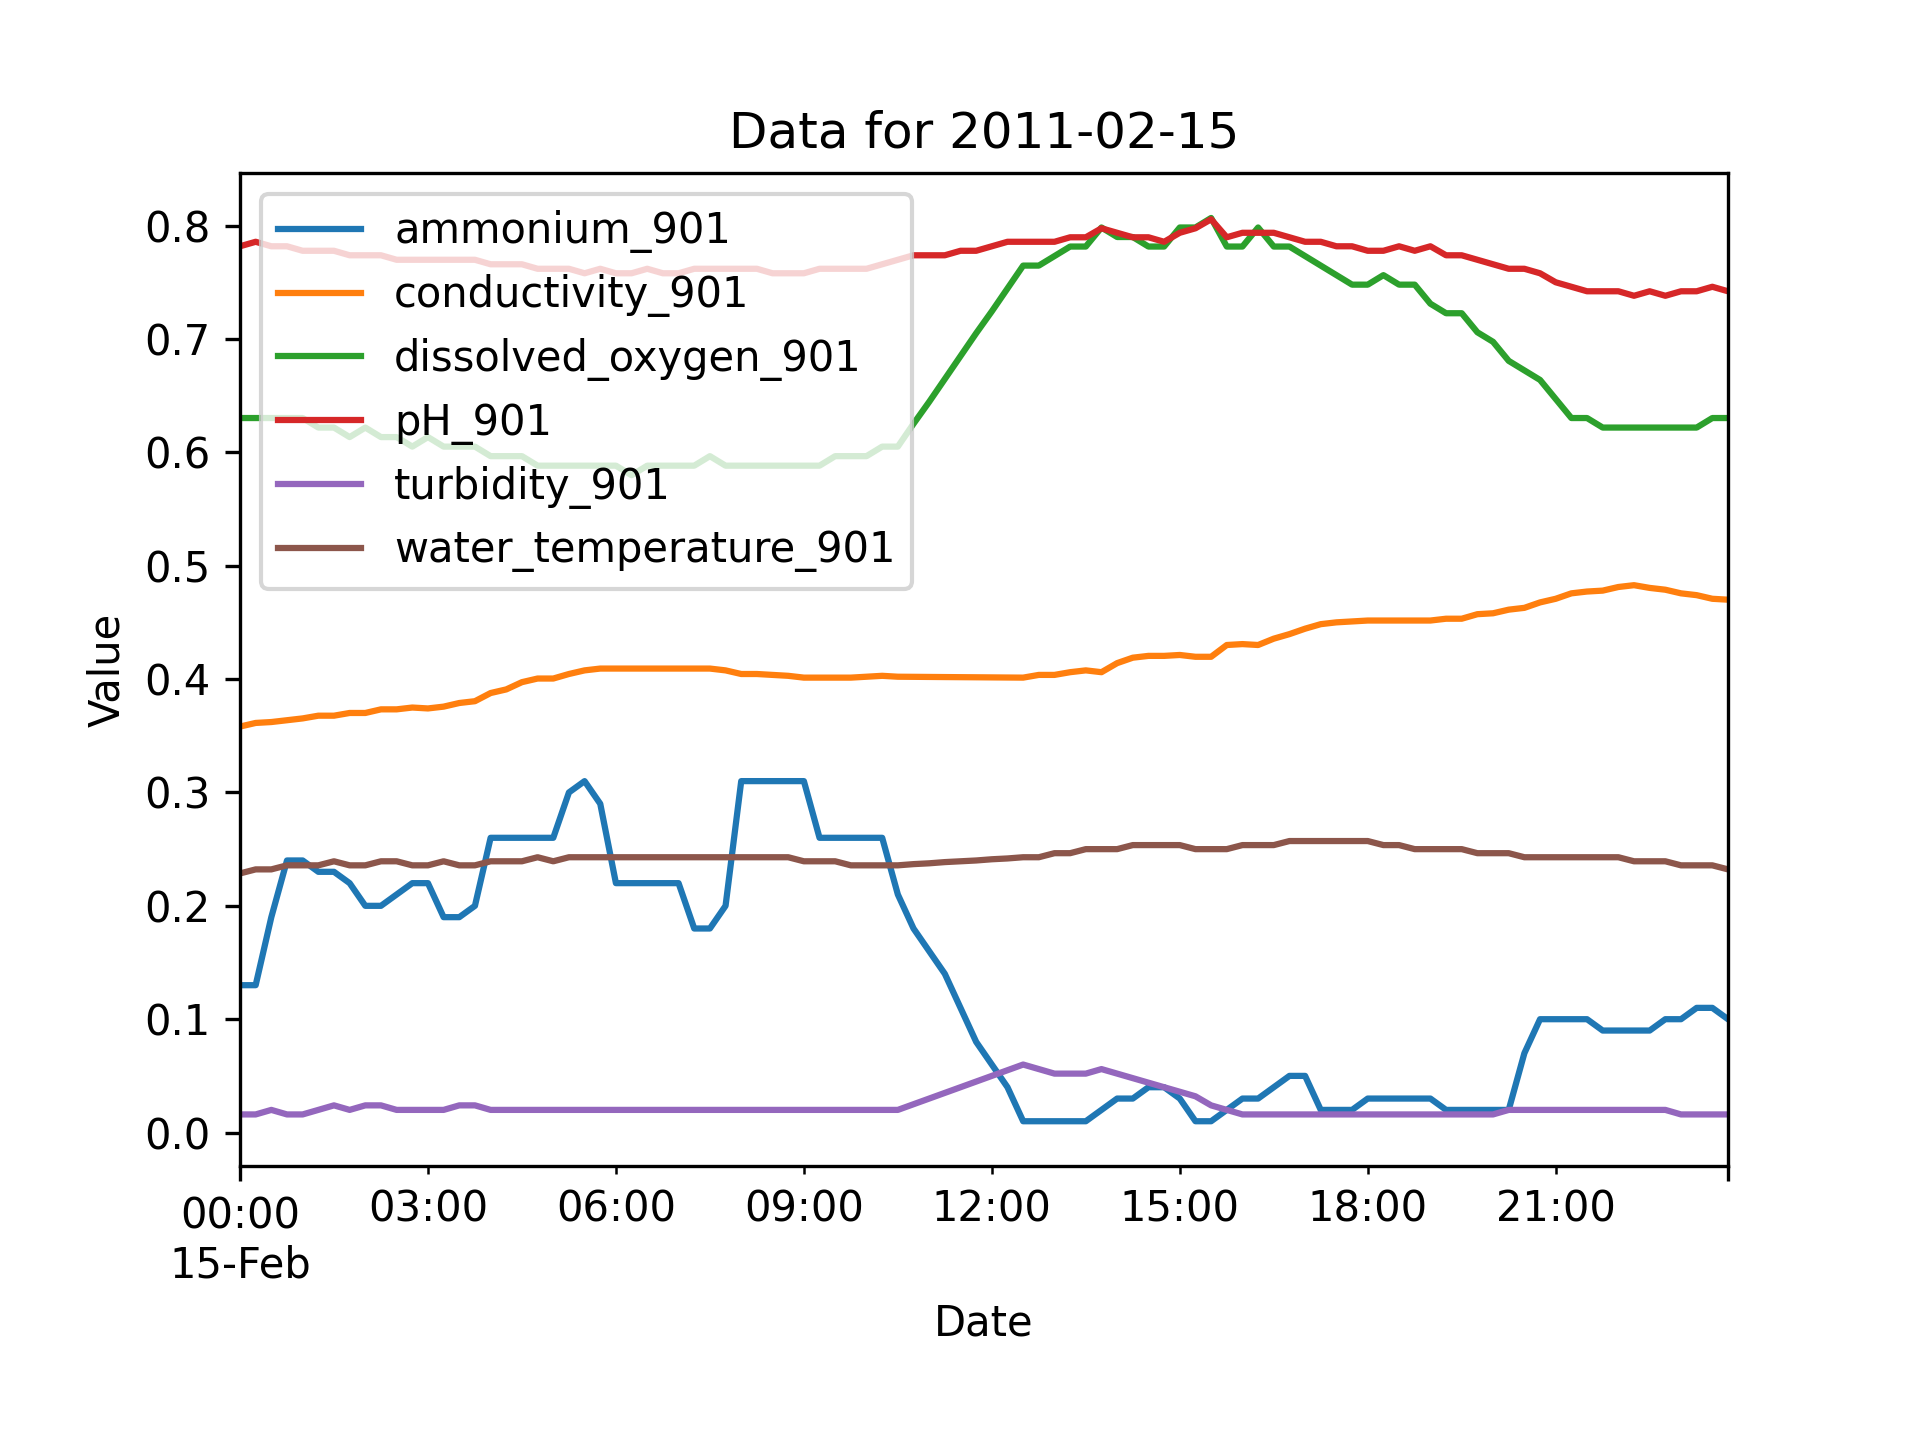 Data for 2011-02-15
ammonium_901
conductivity_901
dissolved_oxygen_901
pH_901
turbidity_901
water_temperature_901
0.8
0.7
0.6
0.5
0.4
0.3
0.2
0.1
0.0
Value
00:00 03:00 06:00 09:00 12:00 15:00 18:00 21:00
15-Feb
Date